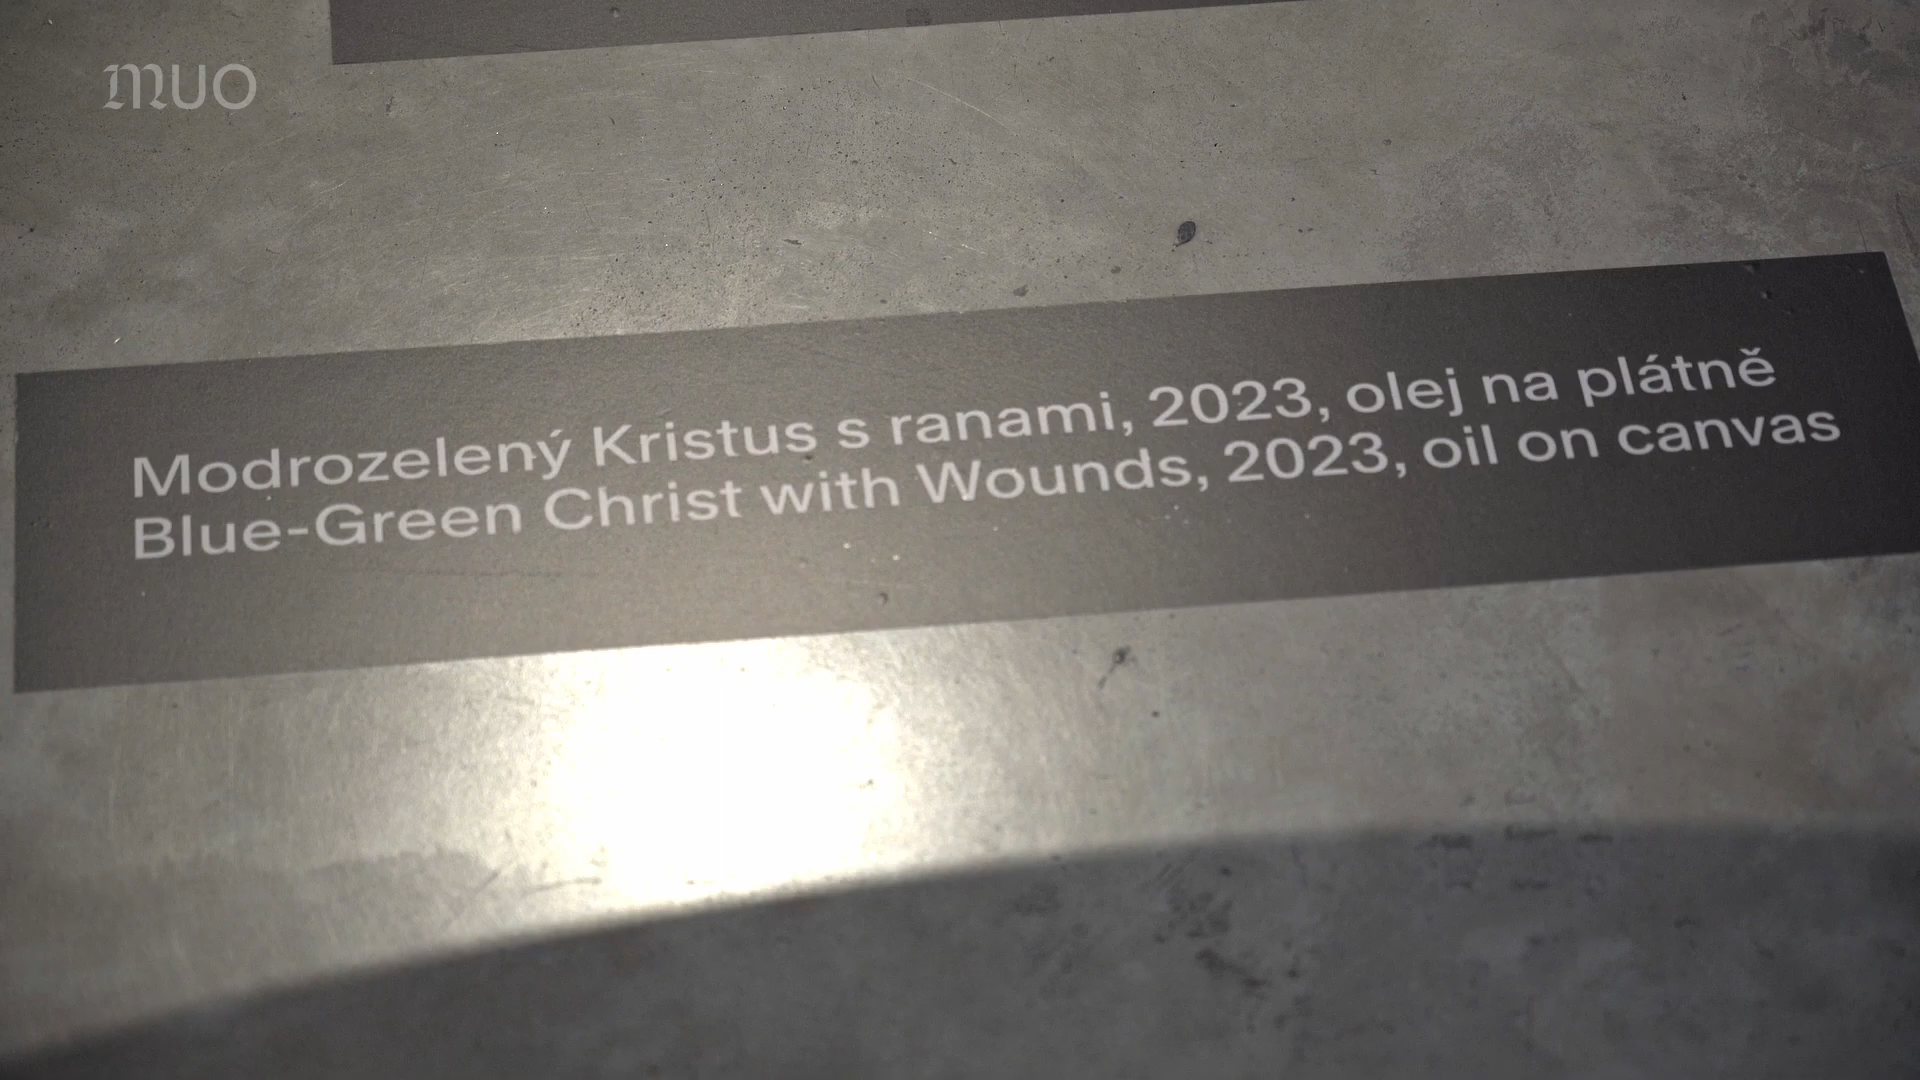 MUO
Modrozelený Kristus s ranami, 2023, olej na plátně
Blue-Green Christ with Wounds, 2023, oil on canvas